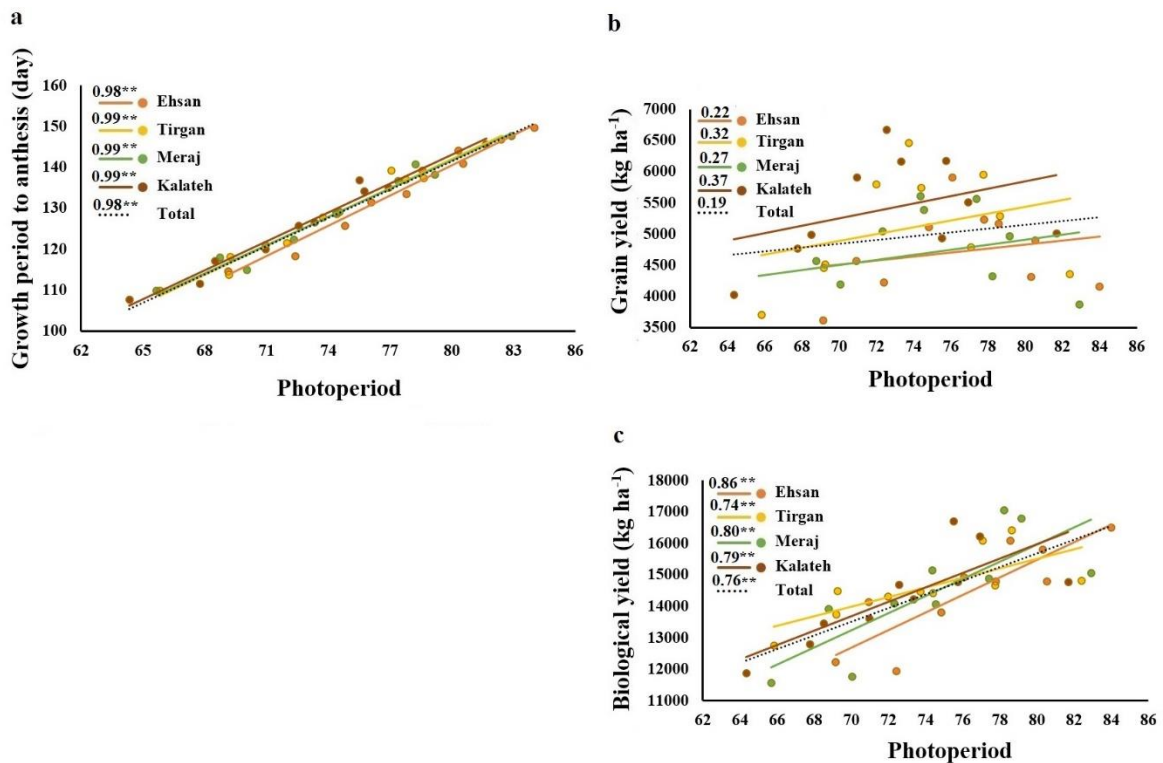 a
Growth period to anthesis (day)
160
150
140
130
120
110
100
0.98**
Ehsan
0.99**
Tirgan
0.99**
Meraj
0.99**
Kalateh
0.98**
Total
62
65
68
71
74
77
80
83
86
Photoperiod
b
Grain yield (kg ha-1)
7000
6500
6000
5500
5000
4500
4000
3500
0.22
Ehsan
0.32
Tirgan
0.27
Meraj
0.37
Kalateh
0.19
Total
62
66
70
74
76
78
80
82
84
86
Photoperiod
c
Biological yield (kg ha-1)
18000
17000
16000
15000
14000
13000
12000
11000
0.86**
Ehsan
0.74**
Tirgan
0.80**
Meraj
0.79**
Kalateh
0.76**
Total
62
64
66
68
70
72
74
76
78
80
82
84
86
Photoperiod